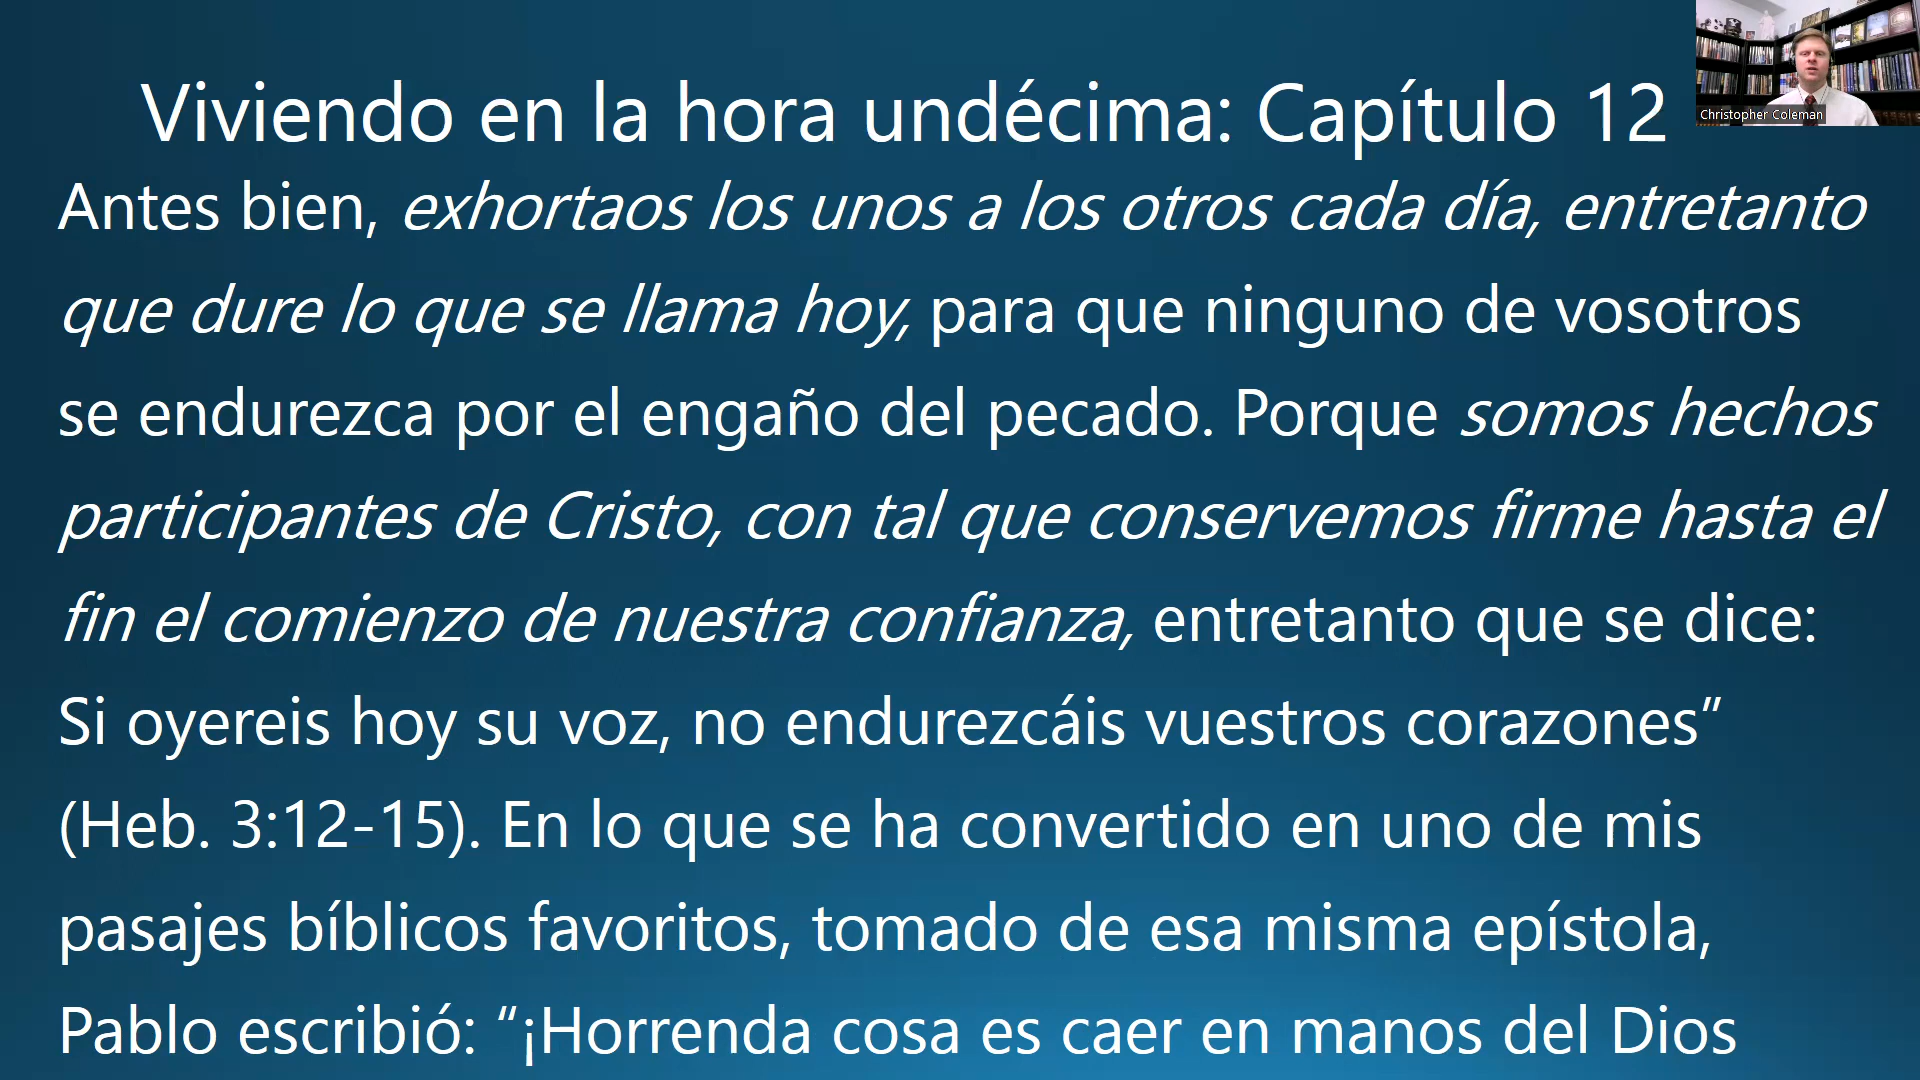 Viviendo en la hora undécima: Capítulo 12
Christopher Coleman
Antes bien, exhortaos los unos a los otros cada día, entretanto
que dure lo que se llama hoy, para que ninguno de vosotros
se endurezca por el engaño del pecado. Porque somos hechos
participantes de Cristo, con tal que conservemos firme hasta el
fin el comienzo de nuestra confianza, entretanto que se dice:
Si oyereis hoy su voz, no endurezcáis vuestros corazones”
(Heb. 3:12-15). En lo que se ha convertido en uno de mis
pasajes bíblicos favoritos, tomado de esa misma epístola,
Pablo escribió: “¡Horrenda cosa es caer en manos del Dios